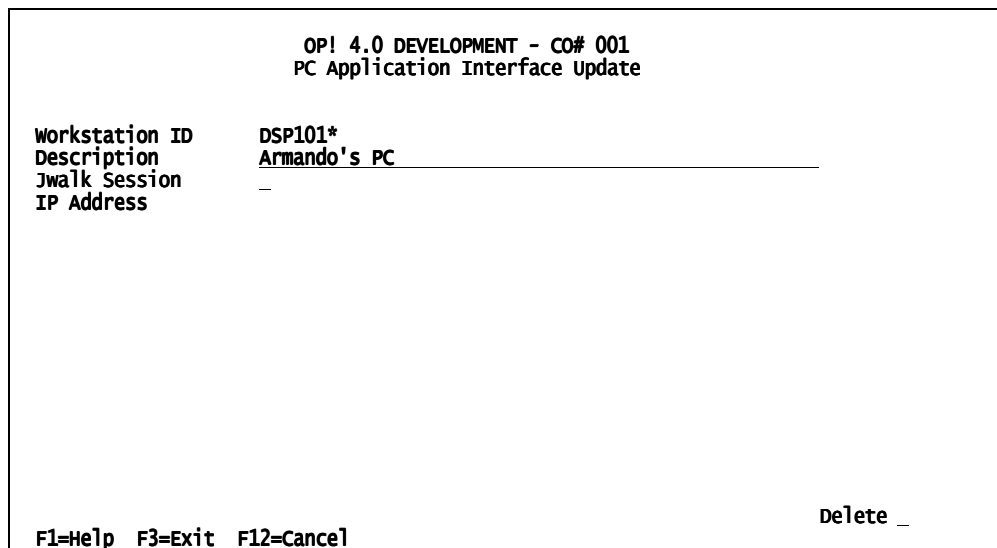 OP! 4.0 DEVELOPMENT - CO# 001
PC Application Interface Update
Workstation ID DSP101*
Description Armando's PC
Jwalk Session _
IP Address
Delete _
F1=Help F3=Exit F12=Cancel